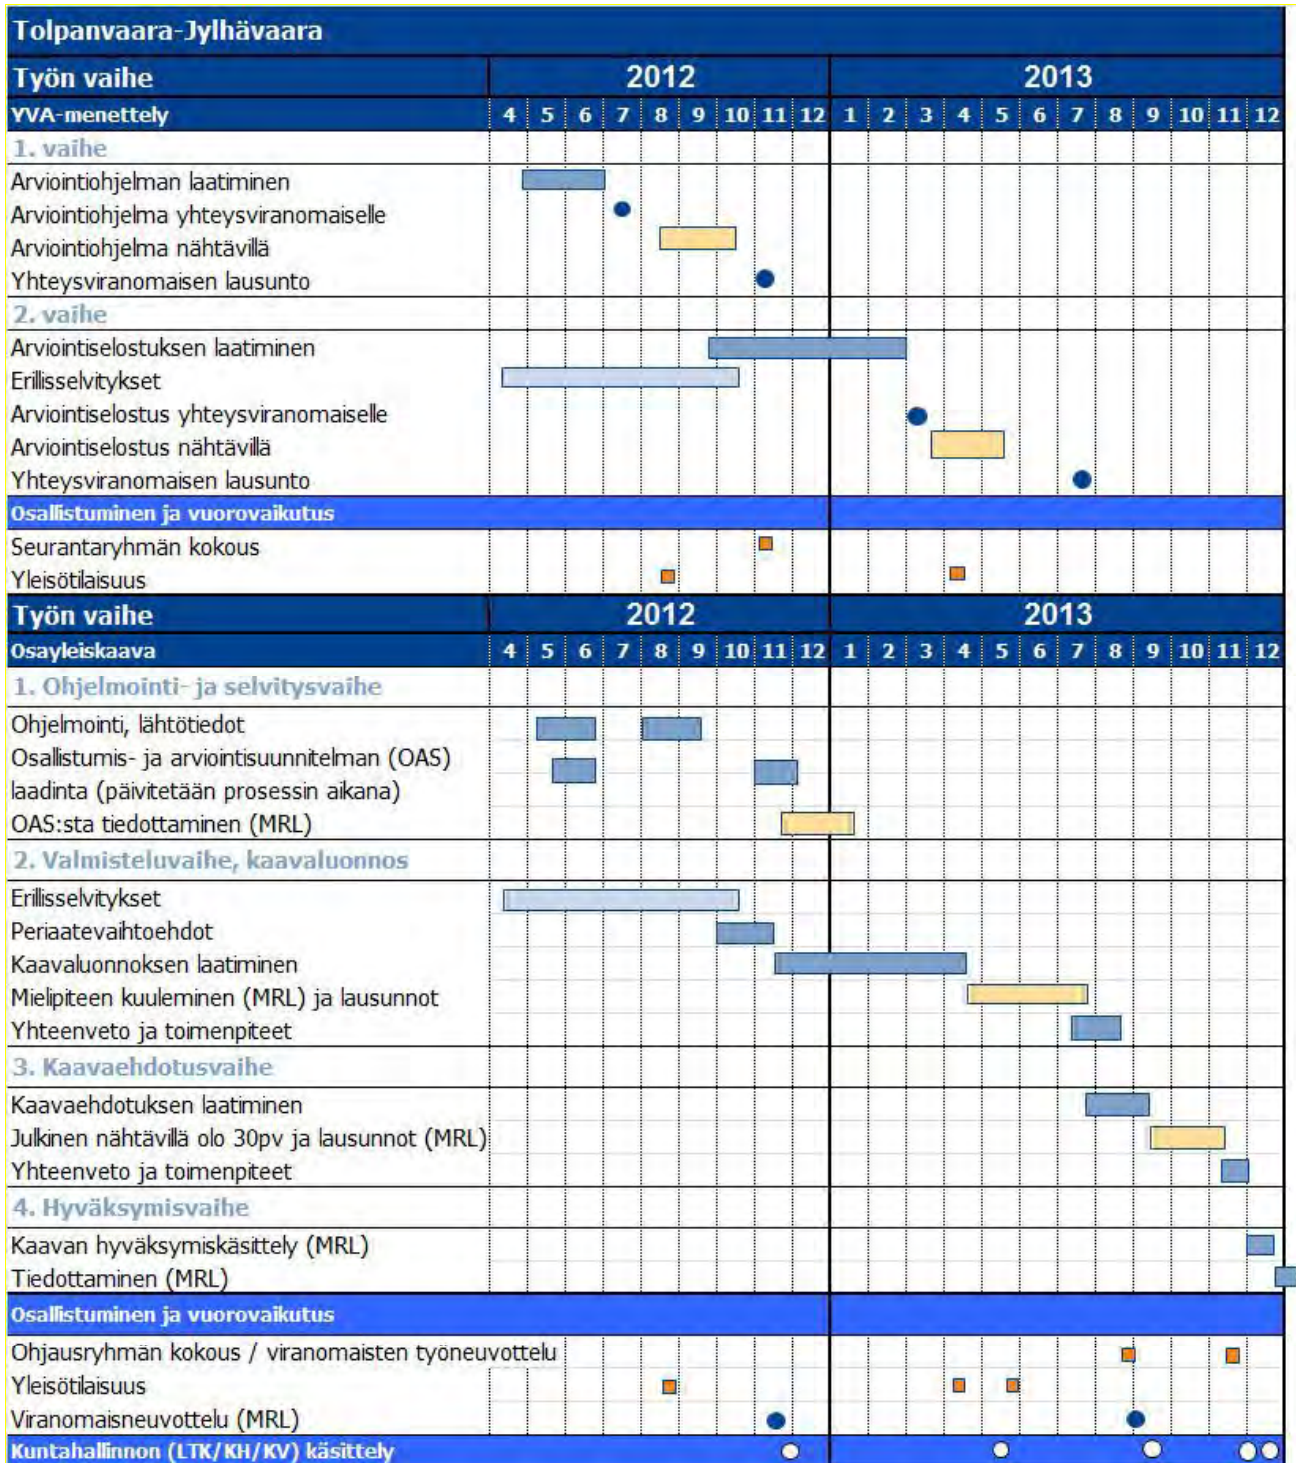 Tolpanvaara-Jylhävaara
Työn vaihe 2012 2013
YVA-menettely 4 5 6 7 8 9 10 11 12 1 2 3 4 5 6 7 8 9 10 11 12
1. vaihe
Arviointiohjelman laatiminen
Arviointiohjelma yhteysviranomaiselle
Arviointiohjelma nähtävillä
Yhteysviranomaisen lausunto
2. vaihe
Arviointiselostuksen laatiminen
Erillisselvitykset
Arviointiselostus yhteysviranomaiselle
Arviointiselostus nähtävillä
Yhteysviranomaisen lausunto
Osallistuminen ja vuorovaikutus
Seurantaryhmän kokous
Yleisötilaisuus
Työn vaihe 2012 2013
Osayleiskaava 4 5 6 7 8 9 10 11 12 1 2 3 4 5 6 7 8 9 10 11 12
1. Ohjelmointi- ja selvitysvaihe
Ohjelmointi, lähtötiedot
Osallistumis- ja arviointisuunnitelman (OAS)
laadinta (päivitetään prosessin aikana)
OAS:sta tiedottaminen (MRL)
2. Valmisteluvaihe, kaavaluonnos
Erillisselvitykset
Periaatevaihtoehdot
Kaavaluonnoksen laatiminen
Mielipiteen kuuleminen (MRL) ja lausunnot
Yhteenveto ja toimenpiteet
3. Kaavaehdotusvaihe
Kaavaehdotuksen laatiminen
Julkinen nähtävillä olo 30pv ja lausunnot (MRL)
Yhteenveto ja toimenpiteet
4. Hyväksymisvaihe
Kaavan hyväksymiskäsittely (MRL)
Tiedottaminen (MRL)
Osallistuminen ja vuorovaikutus
Ohjausryhmän kokous / viranomaisten työneuvottelu
Yleisötilaisuus
Viranomaisneuvottelu (MRL)
Kuntahallinnon (LTK/KH/KV) käsittely